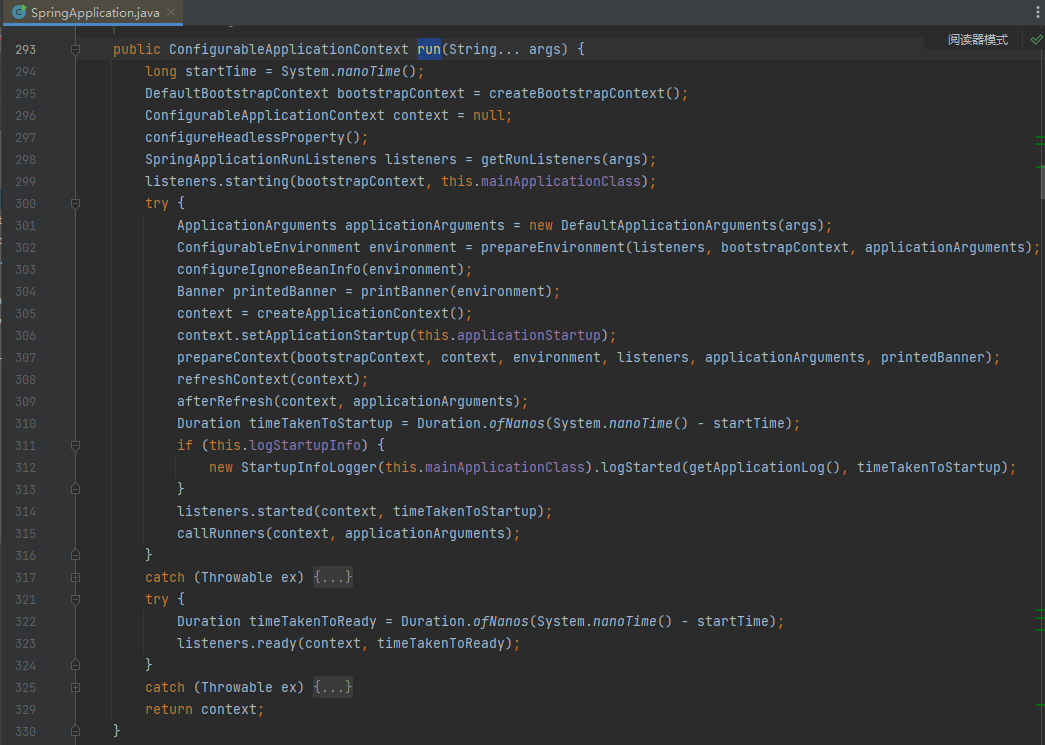 SpringApplication.java
阅读器模式
293 public ConfigurableApplicationContext run(String... args) {
294 long startTime = System.nanoTime();
295 DefaultBootstrapContext bootstrapContext = createBootstrapContext();
296 ConfigurableApplicationContext context = null;
297 configureHeadlessProperty();
298 SpringApplicationRunListeners listeners = getRunListeners(args);
299 listeners.starting(bootstrapContext, this.mainApplicationClass);
300 try {
301 ApplicationArguments applicationArguments = new DefaultApplicationArguments(args);
302 ConfigurableEnvironment environment = prepareEnvironment(listeners, bootstrapContext, applicationArguments);
303 configureIgnoreBeanInfo(environment);
304 Banner printedBanner = printBanner(environment);
305 context = createApplicationContext();
306 context.setApplicationStartup(this.applicationStartup);
307 prepareContext(bootstrapContext, context, environment, listeners, applicationArguments, printedBanner);
308 refreshContext(context);
309 afterRefresh(context, applicationArguments);
310 Duration timeTakenToStartup = Duration.ofNanos(System.nanoTime() - startTime);
311 if (this.logStartupInfo) {
312 new StartupInfoLogger(this.mainApplicationClass).logStarted(getApplicationLog(), timeTakenToStartup);
313 }
314 listeners.started(context, timeTakenToStartup);
315 callRunners(context, applicationArguments);
316 }
317 catch (Throwable ex) {...}
321 try {
322 Duration timeTakenToReady = Duration.ofNanos(System.nanoTime() - startTime);
323 listeners.ready(context, timeTakenToReady);
324 }
325 catch (Throwable ex) {...}
329 return context;
330 }